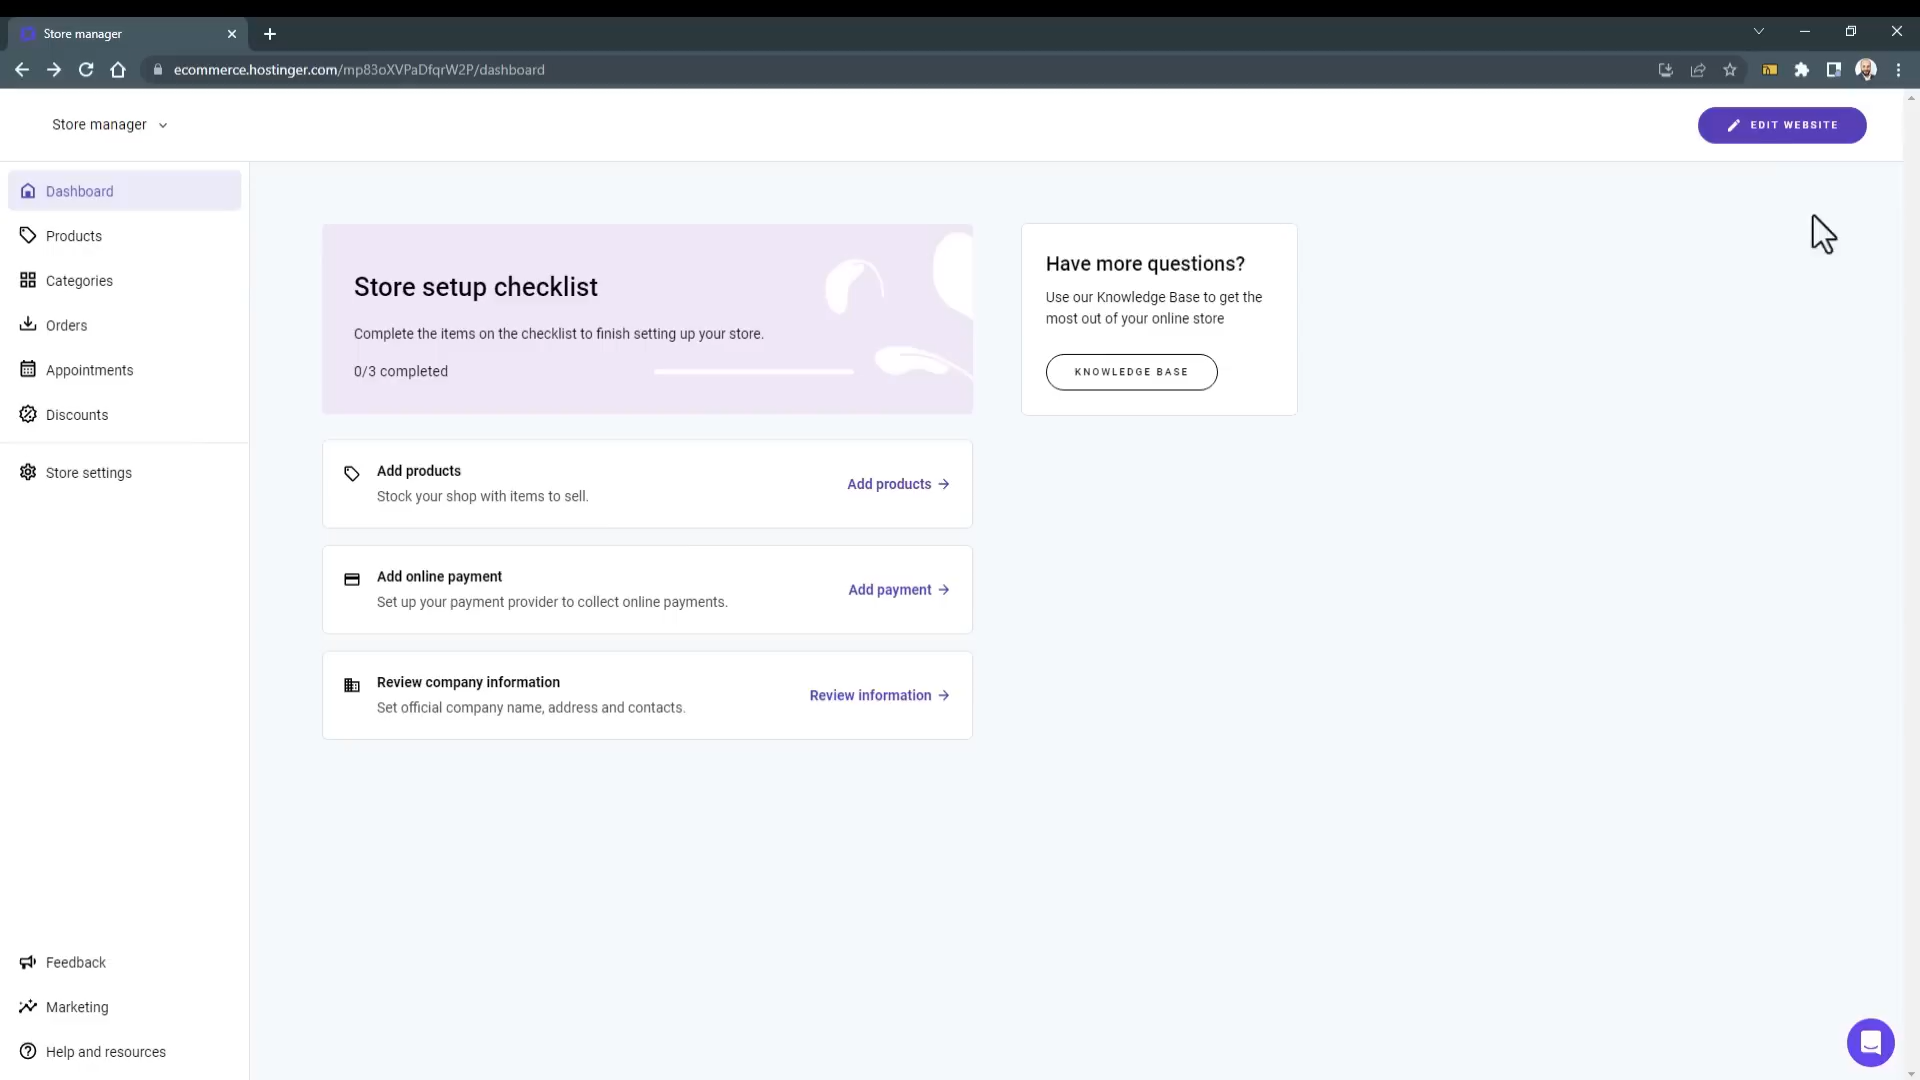 Store manager
ecommerce.hostinger.com/mp83oXVPaDfqrW2P/dashboard
Store manager
EDIT WEBSITE
Dashboard
Products
Categories
Orders
Appointments
Discounts
Store settings
Store setup checklist
Complete the items on the checklist to finish setting up your store.
0/3 completed
Have more questions?
Use our Knowledge Base to get the
most out of your online store
KNOWLEDGE BASE
Add products
Stock your shop with items to sell.
Add products
Add online payment
Set up your payment provider to collect online payments.
Add payment
Review company information
Set official company name, address and contacts.
Review information
Feedback
Marketing
Help and resources